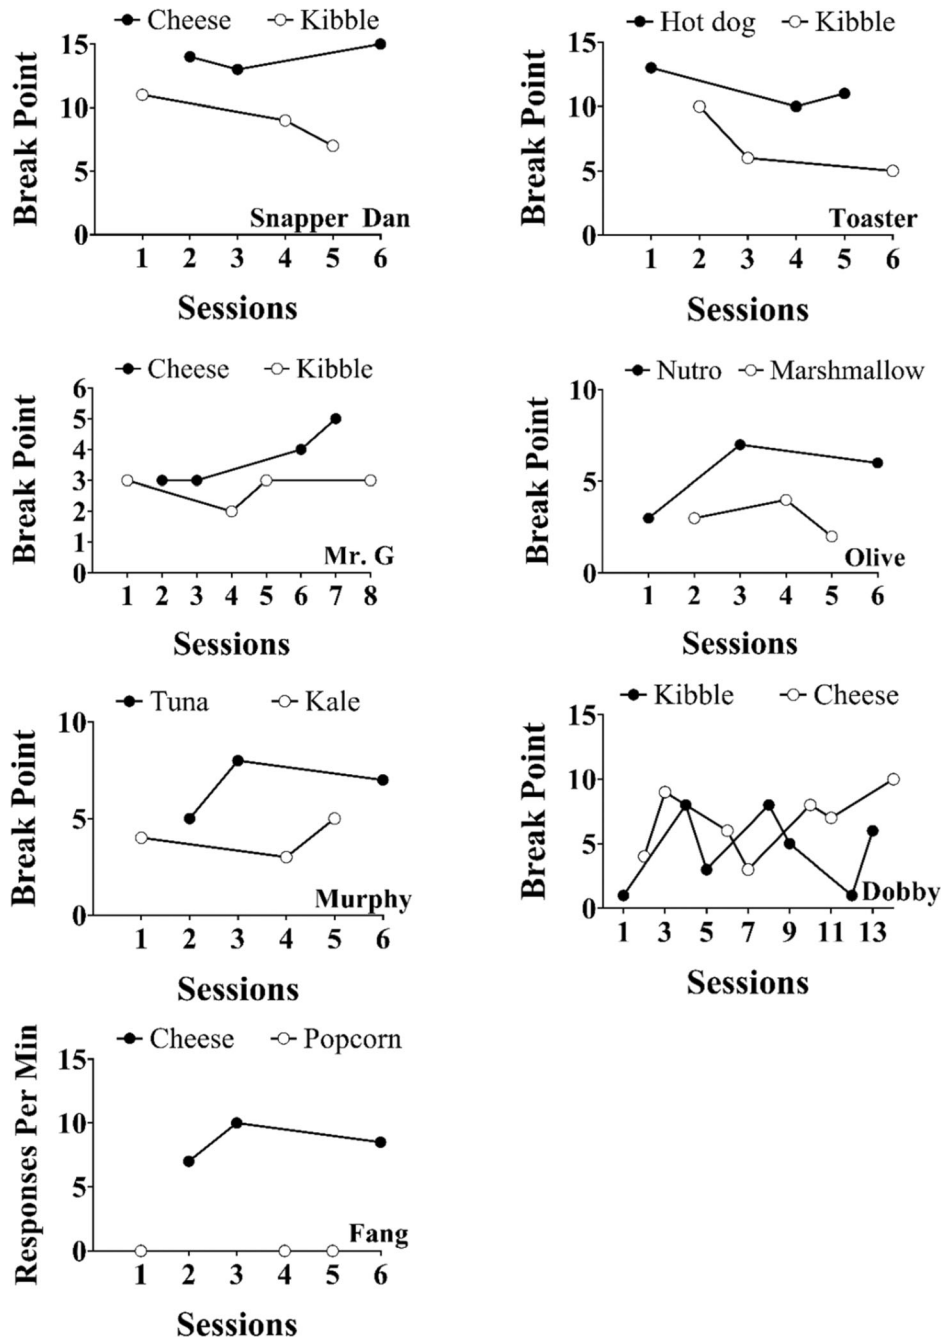 Cheese Kibble
15
10
5
0
Break Point
Snapper Dan
1 2 3 4 5 6
Sessions
Hot dog Kibble
15
10
5
0
Break Point
Toaster
1 2 3 4 5 6
Sessions
Cheese Kibble
6
5
4
3
2
1
0
Break Point
Mr. G
1 2 3 4 5 6 7 8
Sessions
Nutro Marshmallow
10
5
0
Break Point
Olive
1 2 3 4 5 6
Sessions
Tuna Kale
10
5
0
Break Point
Murphy
1 2 3 4 5 6
Sessions
Kibble Cheese
15
10
5
0
Break Point
Dobby
1 3 5 7 9 11 13
Sessions
Cheese Popcorn
15
10
5
0
Responses Per Min
Fang
1 2 3 4 5 6
Sessions